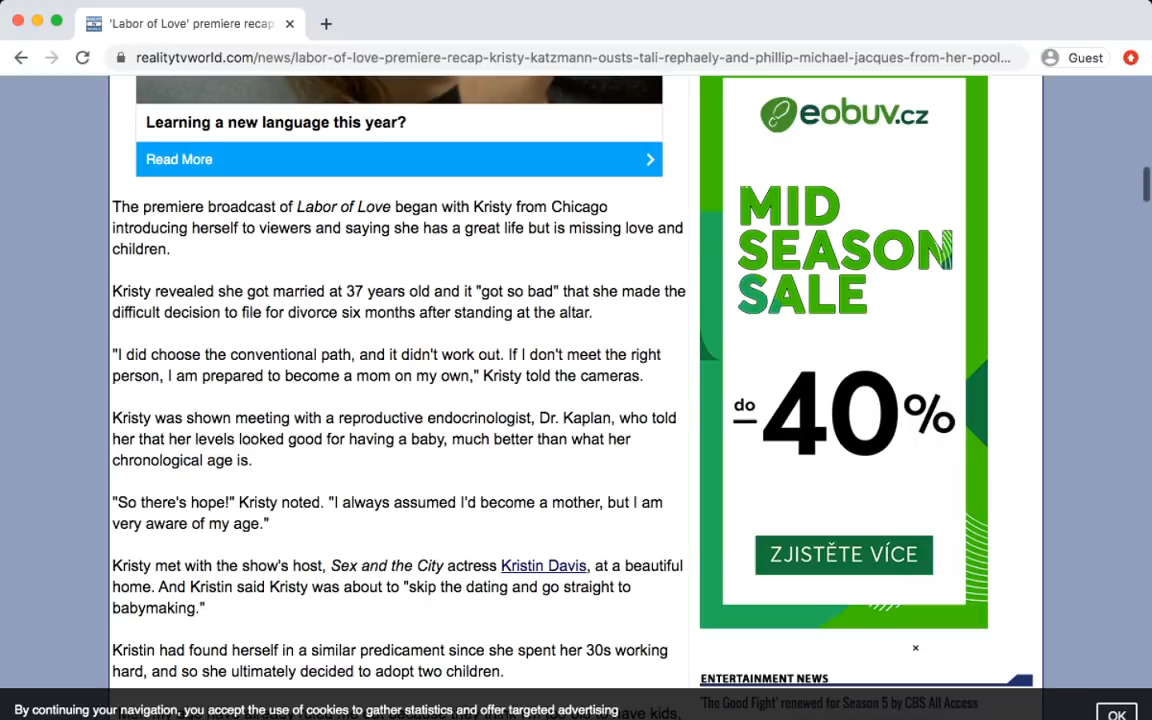 'Labor of Love' premiere recap
realitytvworld.com/news/labor-of-love-premiere-recap-kristy-katzmann-ousts-tali-rephaely-and-phillip-michael-jacques-from-her-pool...
Guest
Learning a new language this year?
Read More
The premiere broadcast of Labor of Love began with Kristy from Chicago
introducing herself to viewers and saying she has a great life but is missing love and
children.
Kristy revealed she got married at 37 years old and it "got so bad" that she made the
difficult decision to file for divorce six months after standing at the altar.
"I did choose the conventional path, and it didn't work out. If I don't meet the right
person, I am prepared to become a mom on my own," Kristy told the cameras.
Kristy was shown meeting with a reproductive endocrinologist, Dr. Kaplan, who told
her that her levels looked good for having a baby, much better than what her
chronological age is.
"So there's hope!" Kristy noted. "I always assumed I'd become a mother, but I am
very aware of my age."
Kristy met with the show's host, Sex and the City actress Kristin Davis, at a beautiful
home. And Kristin said Kristy was about to "skip the dating and go straight to
babymaking."
Kristin had found herself in a similar predicament since she spent her 30s working
hard, and so she ultimately decided to adopt two children.
eobuv.cz
MID
SEASON
SALE
do
40%
ZJISTĚTE VÍCE
ENTERTAINMENT NEWS
'The Good Fight' renewed for Season 5 by CBS All Access
By continuing your navigation, you accept the use of cookies to gather statistics and offer targeted advertising
OK